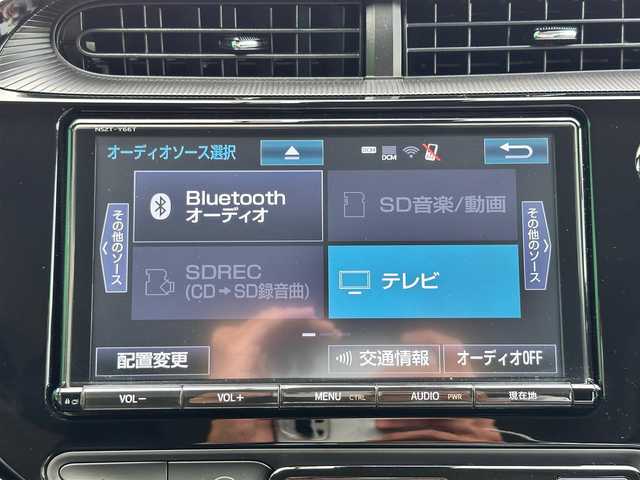 NSZT-Y66T
オーディオソース選択
DCM
その他のソース
Bluetooth
オーディオ
SD音楽/動画
その他のソース
SDREC
(CD→SD録音曲)
テレビ
配置変更
交通情報
オーディオOFF
VOL−
VOL+
MENU CTRL
AUDIO PWR
現在地